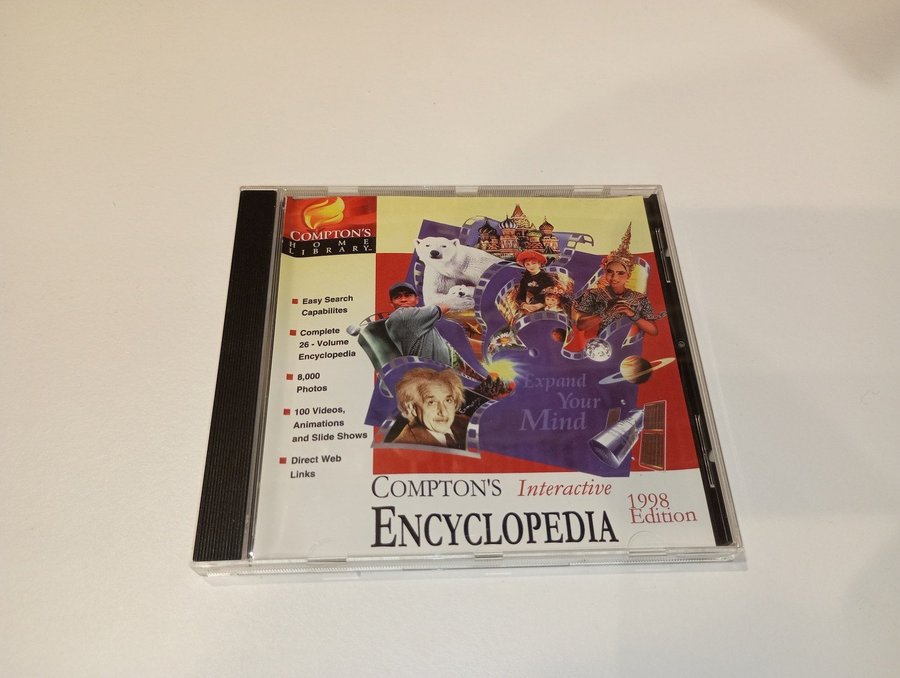 COMPTON'S
HOME
LIBRARY™
Easy Search
Capabilites
Complete
26 - Volume
Encyclopedia
8,000
Photos
100 Videos,
Animations
and Slide Shows
Direct Web
Links
Expand
Your
Mind
COMPTON'S Interactive
ENCYCLOPEDIA
1998
Edition